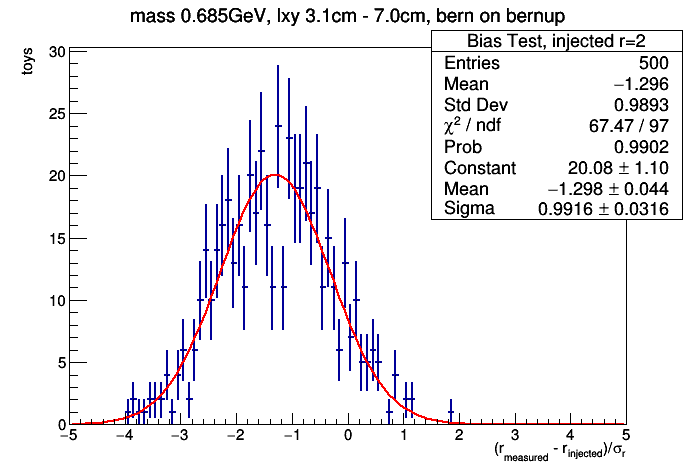 mass 0.685GeV, lxy 3.1cm - 7.0cm, bern on bernup
Bias Test, injected r=2
Entries 500
Mean −1.296
Std Dev 0.9893
χ² / ndf 67.47 / 97
Prob 0.9902
Constant 20.08 ± 1.10
Mean −1.298 ± 0.044
Sigma 0.9916 ± 0.0316
toys
30
25
20
15
10
5
0
−5 −4 −3 −2 −1 0 1 2 3 4 5
(r_measured - r_injected)/σ_r